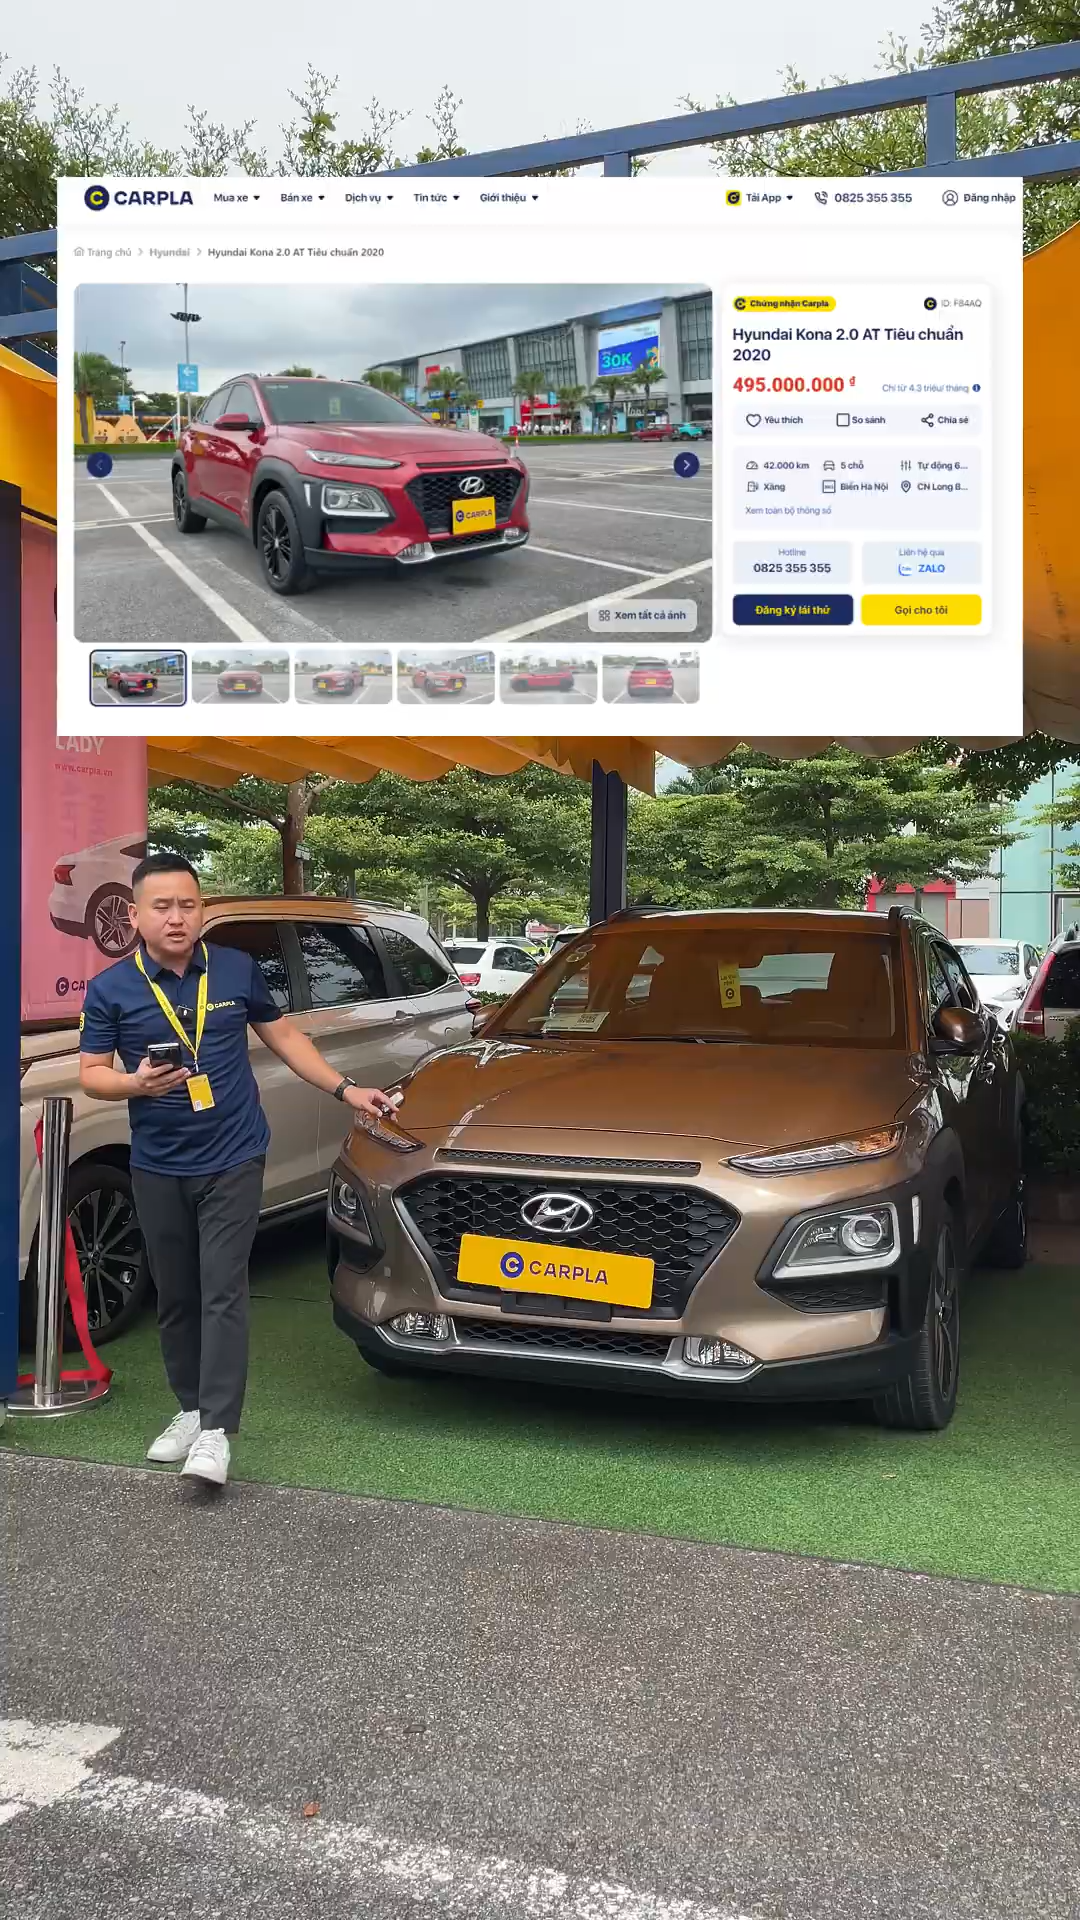 CARPLA
Mua xe
Bán xe
Dịch vụ
Tin tức
Giới thiệu
Tải App
0825 355 355
Đăng nhập
Trang chủ > Hyundai > Hyundai Kona 2.0 AT Tiêu chuẩn 2020
30K
CARPLA
Xem tất cả ảnh
Chứng nhận Carpla
ID: F84AQ
Hyundai Kona 2.0 AT Tiêu chuẩn
2020
495.000.000 ₫
Chỉ từ 4.3 triệu/ tháng
Yêu thích
So sánh
Chia sẻ
42.000 km
5 chỗ
Tự động 6...
Xăng
Biển Hà Nội
CN Long B...
Xem toàn bộ thông số
Hotline
0825 355 355
Liên hệ qua
ZALO
Đăng ký lái thử
Gọi cho tôi
LADY
www.carpla.vn
CARPLA
CARPLA